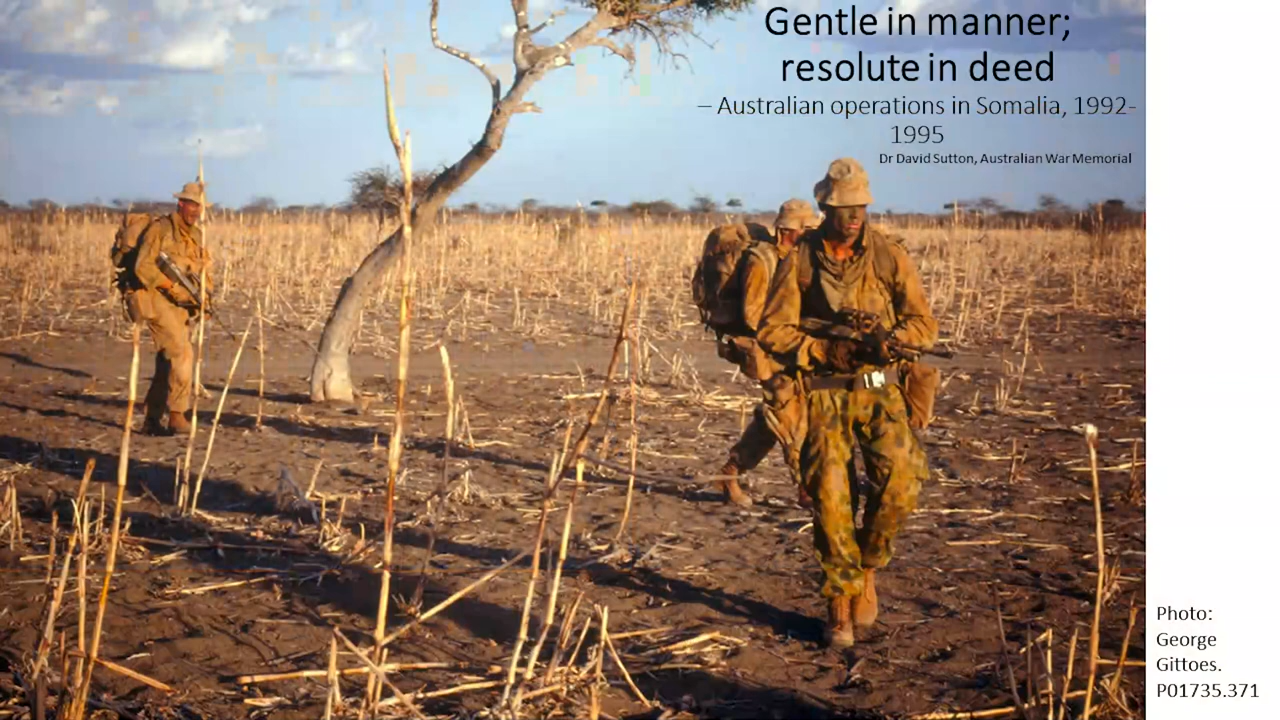 Gentle in manner;
resolute in deed
– Australian operations in Somalia, 1992-
1995
Dr David Sutton, Australian War Memorial
Photo:
George
Gittoes.
P01735.371